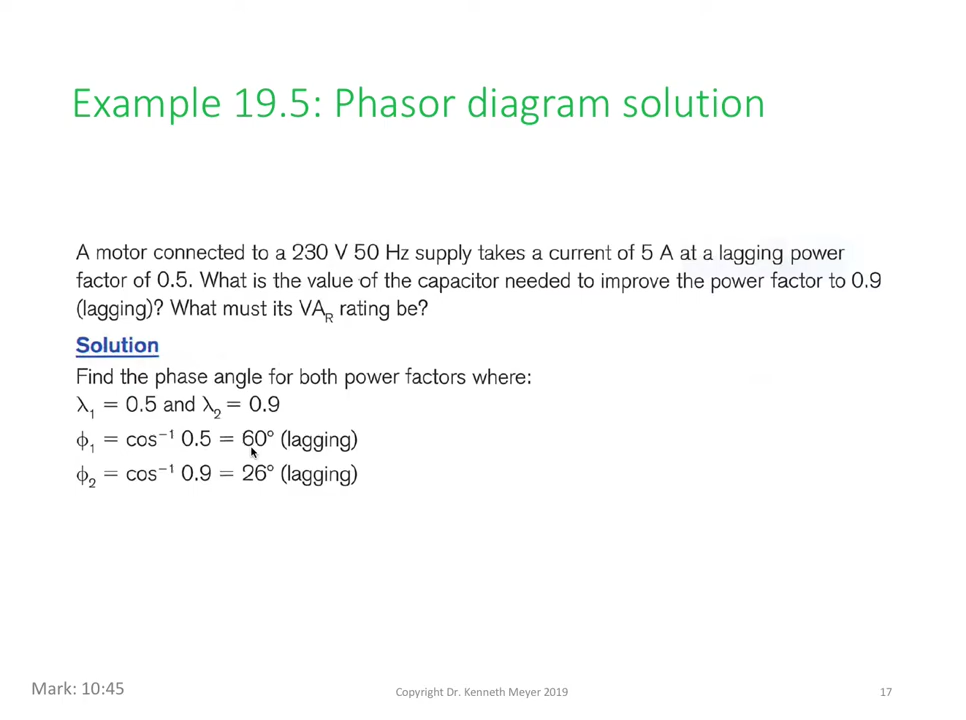 Example 19.5: Phasor diagram solution
A motor connected to a 230 V 50 Hz supply takes a current of 5 A at a lagging power
factor of 0.5. What is the value of the capacitor needed to improve the power factor to 0.9
(lagging)? What must its VA_R rating be?
Solution
Find the phase angle for both power factors where:
λ₁ = 0.5 and λ₂ = 0.9
ϕ₁ = cos⁻¹ 0.5 = 60° (lagging)
ϕ₂ = cos⁻¹ 0.9 = 26° (lagging)
Mark: 10:45
Copyright Dr. Kenneth Meyer 2019
17